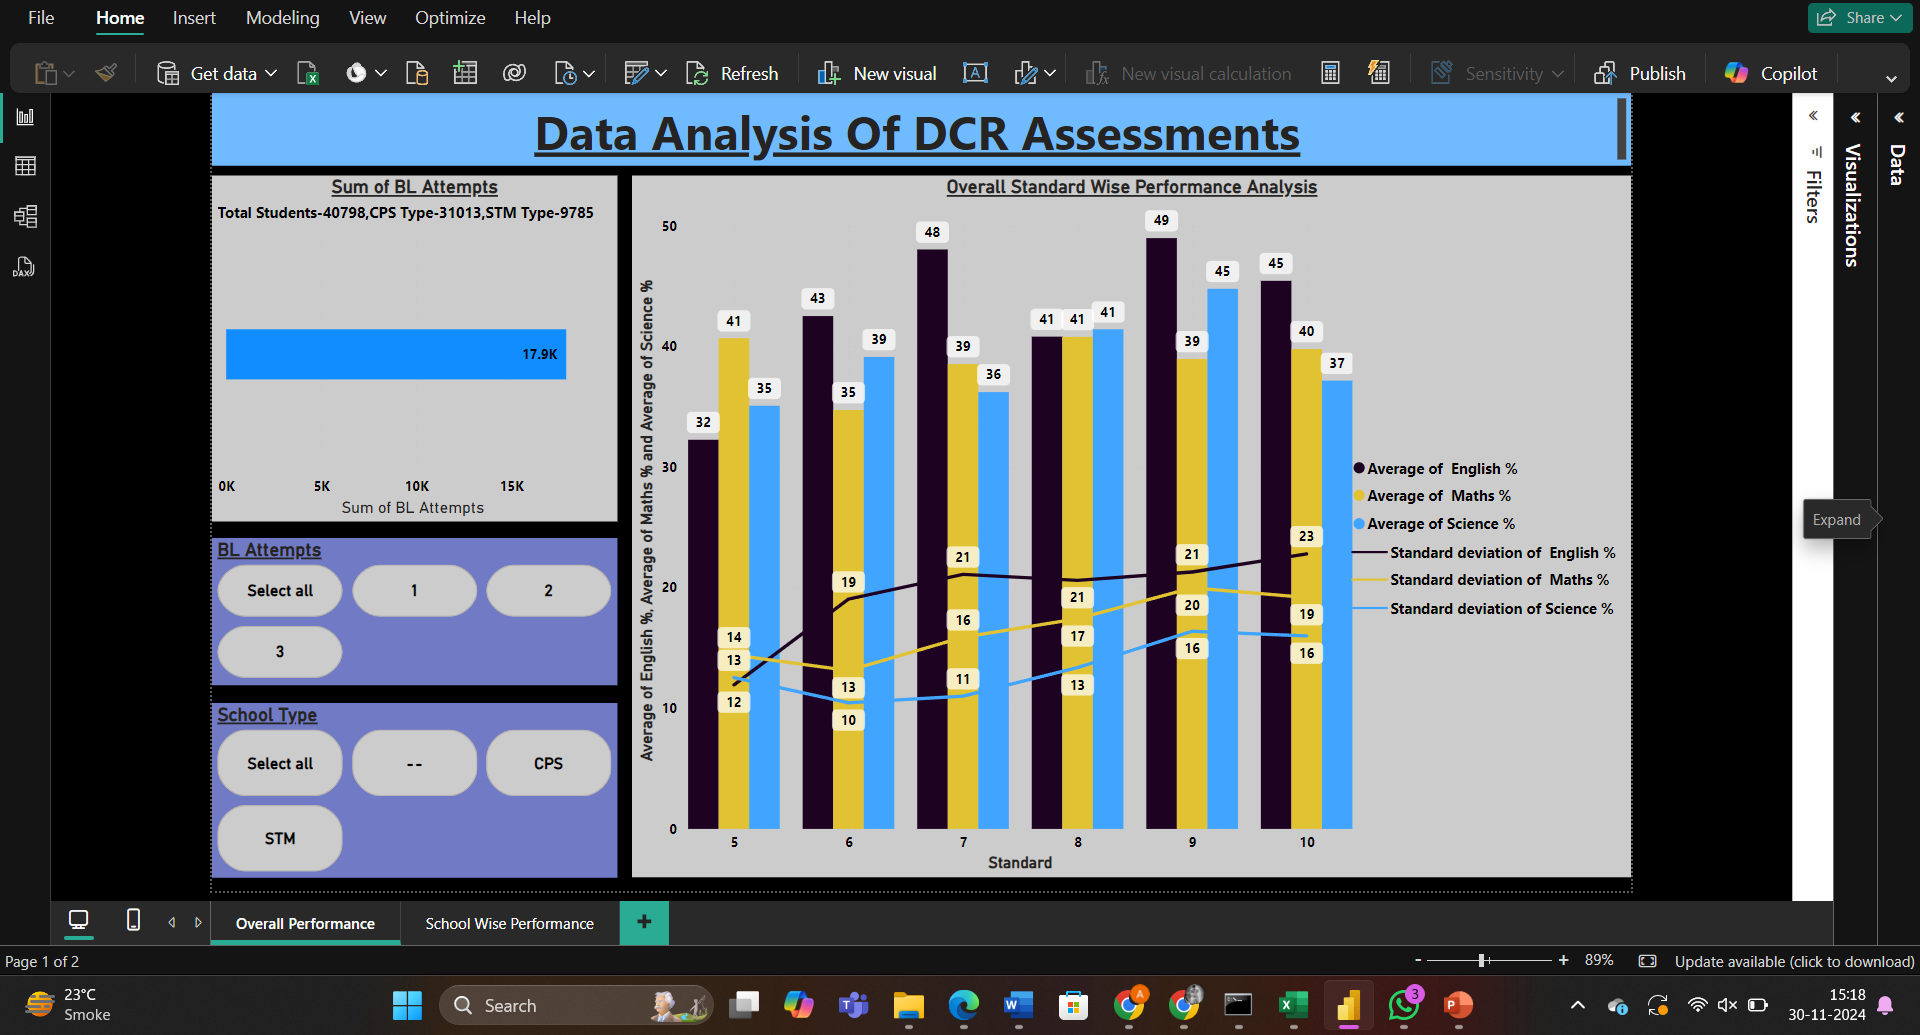 File Home Insert Modeling View Optimize Help Share
Get data Refresh New visual New visual calculation Sensitivity Publish Copilot
Data Analysis Of DCR Assessments
Sum of BL Attempts
Total Students-40798,CPS Type-31013,STM Type-9785
17.9K
0K 5K 10K 15K
Sum of BL Attempts
BL Attempts
Select all 1 2
3
School Type
Select all -- CPS
STM
Overall Standard Wise Performance Analysis
Average of English %, Average of Maths % and Average of Science %
50
40
30
20
10
0
32 41 35
43 35 39
48 39 36
41 41 41
49 39 45
45 40 37
14 13 12
19 13 10
21 16 11
21 17 13
21 20 16
23 19 16
5 6 7 8 9 10
Standard
Average of English %
Average of Maths %
Average of Science %
Standard deviation of English %
Standard deviation of Maths %
Standard deviation of Science %
Filters
Visualizations
Data
Expand
DAX
Overall Performance School Wise Performance +
Page 1 of 2
- + 89% Update available (click to download)
23°C
Smoke
Search
3
15:18
30-11-2024